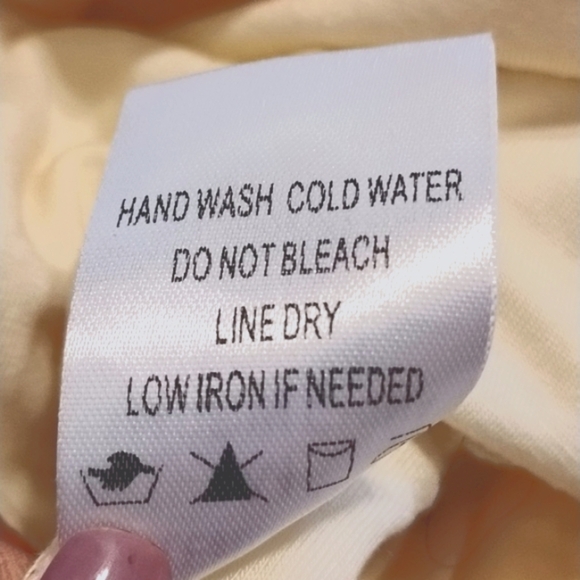 HAND WASH COLD WATER
DO NOT BLEACH
LINE DRY
LOW IRON IF NEEDED